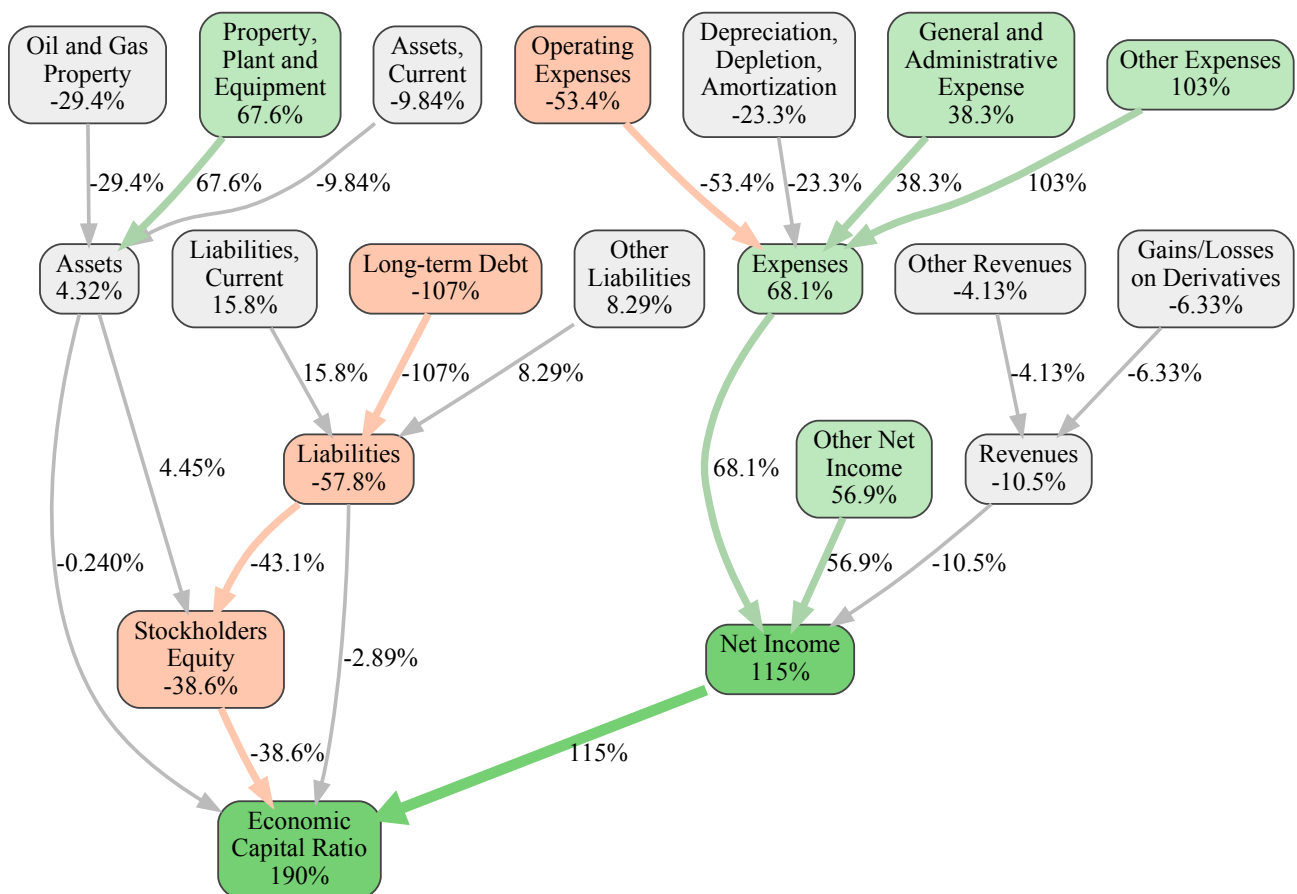 Oil and Gas
Property
-29.4%
Property,
Plant and
Equipment
67.6%
Assets,
Current
-9.84%
Operating
Expenses
-53.4%
Depreciation,
Depletion,
Amortization
-23.3%
General and
Administrative
Expense
38.3%
Other Expenses
103%
-29.4%
67.6%
-9.84%
-53.4%
-23.3%
38.3%
103%
Assets
4.32%
Liabilities,
Current
15.8%
Long-term Debt
-107%
Other
Liabilities
8.29%
Expenses
68.1%
Other Revenues
-4.13%
Gains/Losses
on Derivatives
-6.33%
15.8%
-107%
8.29%
-4.13%
-6.33%
Liabilities
-57.8%
4.45%
68.1%
Other Net
Income
56.9%
Revenues
-10.5%
-0.240%
-43.1%
56.9%
-10.5%
Stockholders
Equity
-38.6%
-2.89%
Net Income
115%
-38.6%
115%
Economic
Capital Ratio
190%